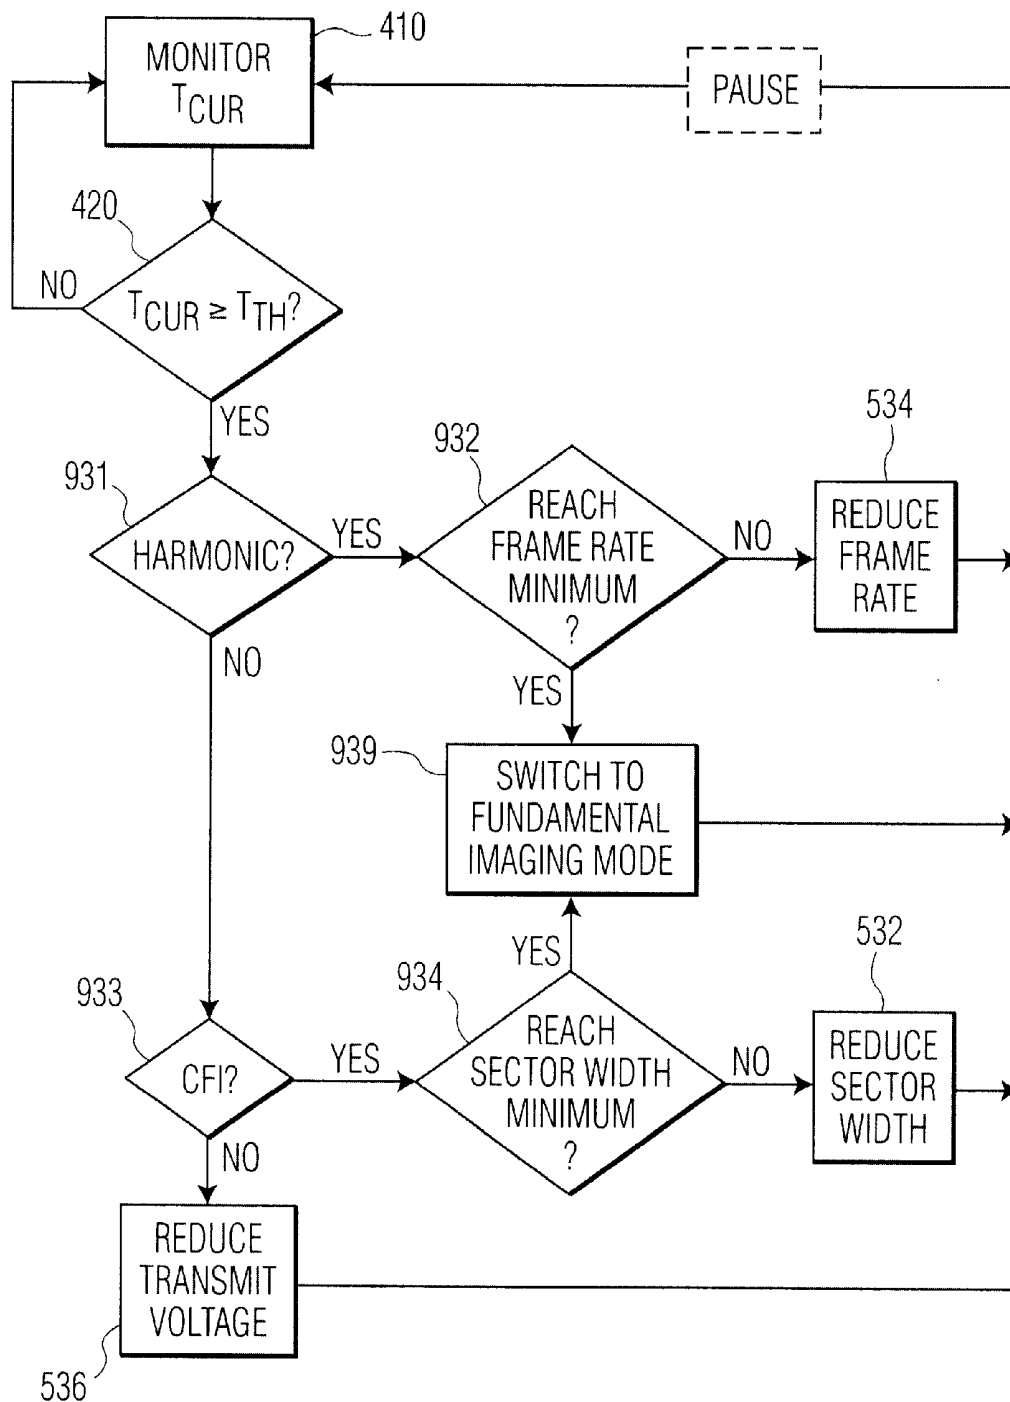 410
MONITOR
TCUR
PAUSE
420
NO
TCUR ≥ TTH?
YES
931
HARMONIC?
YES
932
REACH
FRAME RATE
MINIMUM
?
NO
534
REDUCE
FRAME
RATE
NO
YES
939
SWITCH TO
FUNDAMENTAL
IMAGING MODE
YES
933
CFI?
YES
934
REACH
SECTOR WIDTH
MINIMUM
?
NO
532
REDUCE
SECTOR
WIDTH
NO
REDUCE
TRANSMIT
VOLTAGE
536